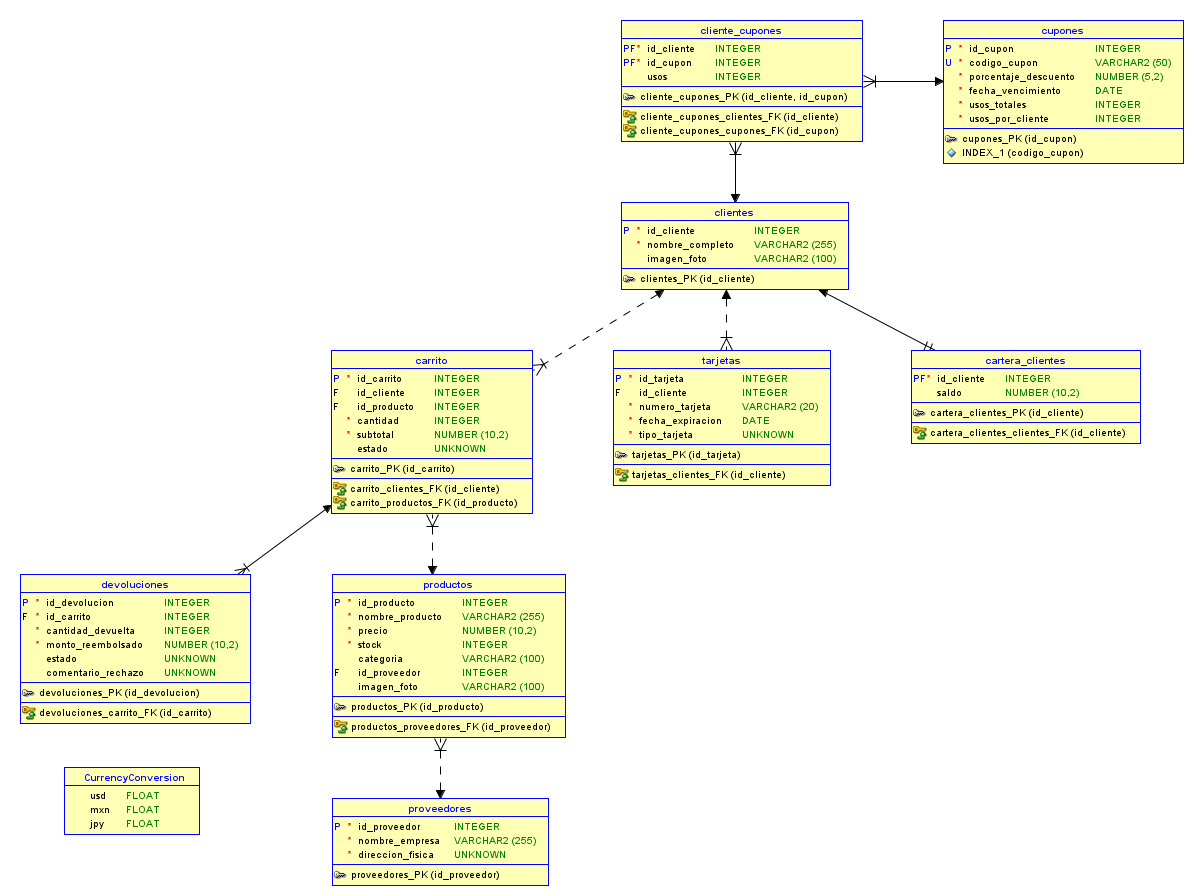 cliente_cupones
PF* id_cliente INTEGER
PF* id_cupon INTEGER
usos INTEGER
cliente_cupones_PK (id_cliente, id_cupon)
cliente_cupones_clientes_FK (id_cliente)
cliente_cupones_cupones_FK (id_cupon)
cupones
P * id_cupon INTEGER
U * codigo_cupon VARCHAR2 (50)
* porcentaje_descuento NUMBER (5,2)
* fecha_vencimiento DATE
* usos_totales INTEGER
* usos_por_cliente INTEGER
cupones_PK (id_cupon)
INDEX_1 (codigo_cupon)
clientes
P * id_cliente INTEGER
* nombre_completo VARCHAR2 (255)
imagen_foto VARCHAR2 (100)
clientes_PK (id_cliente)
carrito
P * id_carrito INTEGER
F id_cliente INTEGER
F id_producto INTEGER
* cantidad INTEGER
* subtotal NUMBER (10,2)
estado UNKNOWN
carrito_PK (id_carrito)
carrito_clientes_FK (id_cliente)
carrito_productos_FK (id_producto)
tarjetas
P * id_tarjeta INTEGER
F id_cliente INTEGER
* numero_tarjeta VARCHAR2 (20)
* fecha_expiracion DATE
* tipo_tarjeta UNKNOWN
tarjetas_PK (id_tarjeta)
tarjetas_clientes_FK (id_cliente)
cartera_clientes
PF* id_cliente INTEGER
saldo NUMBER (10,2)
cartera_clientes_PK (id_cliente)
cartera_clientes_clientes_FK (id_cliente)
devoluciones
P * id_devolucion INTEGER
F * id_carrito INTEGER
* cantidad_devuelta INTEGER
* monto_reembolsado NUMBER (10,2)
estado UNKNOWN
comentario_rechazo UNKNOWN
devoluciones_PK (id_devolucion)
devoluciones_carrito_FK (id_carrito)
productos
P * id_producto INTEGER
* nombre_producto VARCHAR2 (255)
* precio NUMBER (10,2)
* stock INTEGER
categoria VARCHAR2 (100)
F id_proveedor INTEGER
imagen_foto VARCHAR2 (100)
productos_PK (id_producto)
productos_proveedores_FK (id_proveedor)
CurrencyConversion
usd FLOAT
mxn FLOAT
jpy FLOAT
proveedores
P * id_proveedor INTEGER
* nombre_empresa VARCHAR2 (255)
* direccion_fisica UNKNOWN
proveedores_PK (id_proveedor)